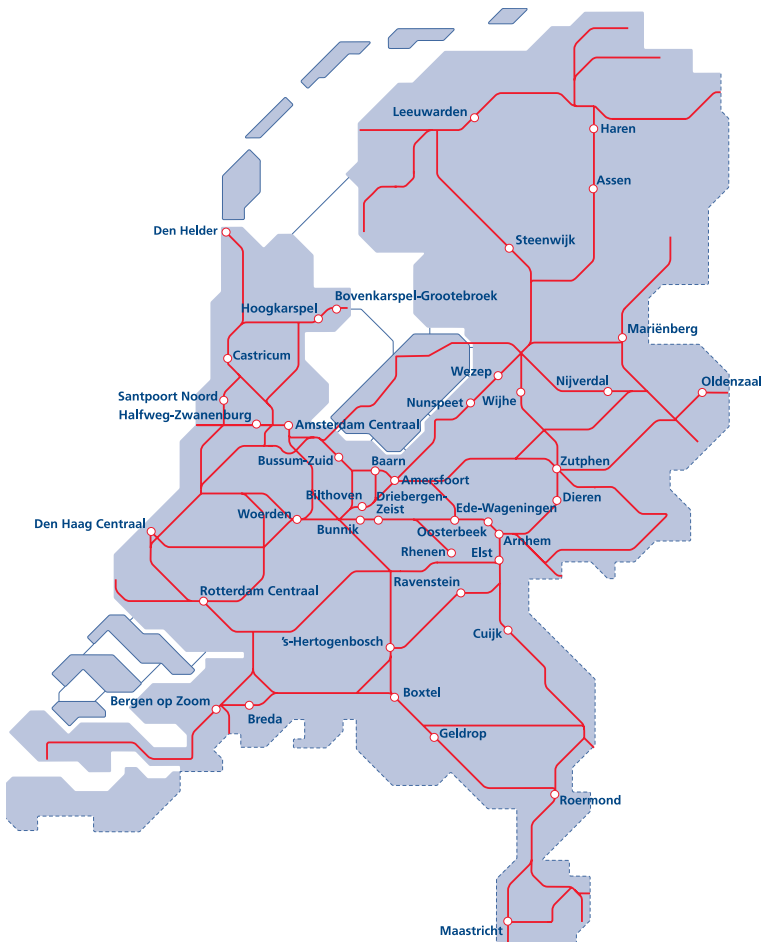 Leeuwarden
Haren
Assen
Den Helder
Steenwijk
Bovenkarspel-Grootebroek
Hoogkarspel
Mariënberg
Castricum
Wezep
Nijverdal
Oldenzaal
Santpoort Noord
Nunspeet
Wijhe
Halfweg-Zwanenburg
Amsterdam Centraal
Bussum-Zuid
Baarn
Zutphen
Amersfoort
Bilthoven
Driebergen-
Zeist
Dieren
Ede-Wageningen
Woerden
Den Haag Centraal
Bunnik
Oosterbeek
Arnhem
Rhenen
Elst
Ravenstein
Rotterdam Centraal
's-Hertogenbosch
Cuijk
Bergen op Zoom
Boxtel
Breda
Geldrop
Roermond
Maastricht